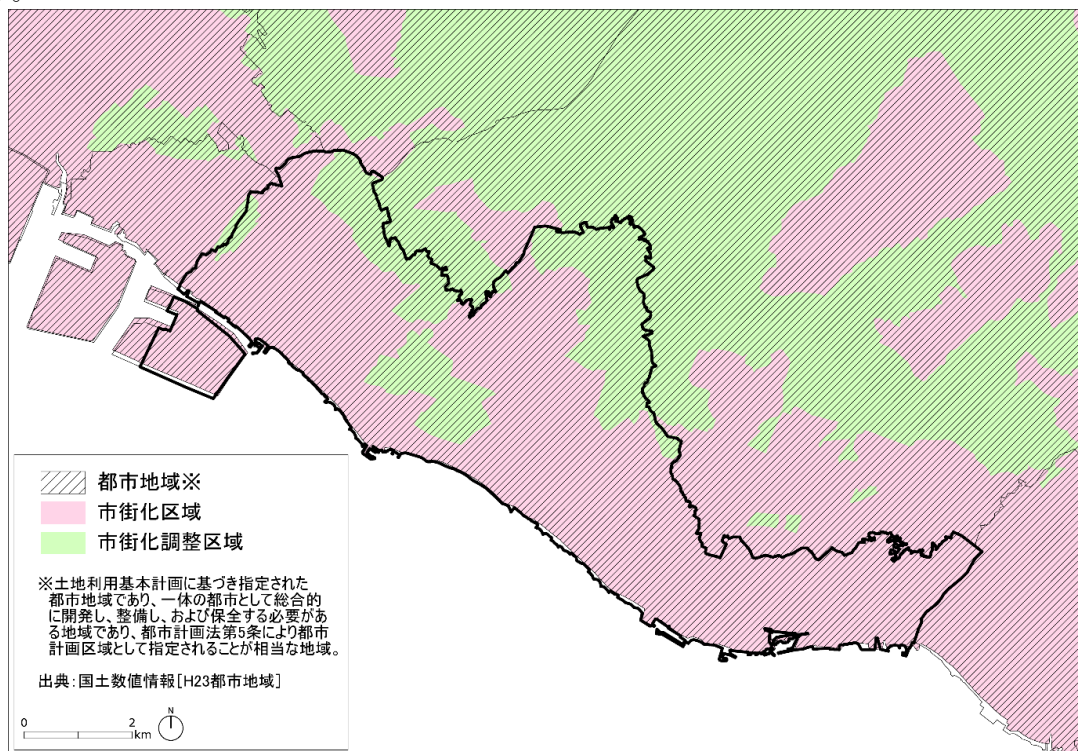 都市地域※
市街化区域
市街化調整区域
※土地利用基本計画に基づき指定された
都市地域であり、一体の都市として総合的
に開発し、整備し、および保全する必要があ
る地域であり、都市計画法第5条により都市
計画区域として指定されることが相当な地域。
出典：国土数値情報[H23都市地域]
0 2
km
N